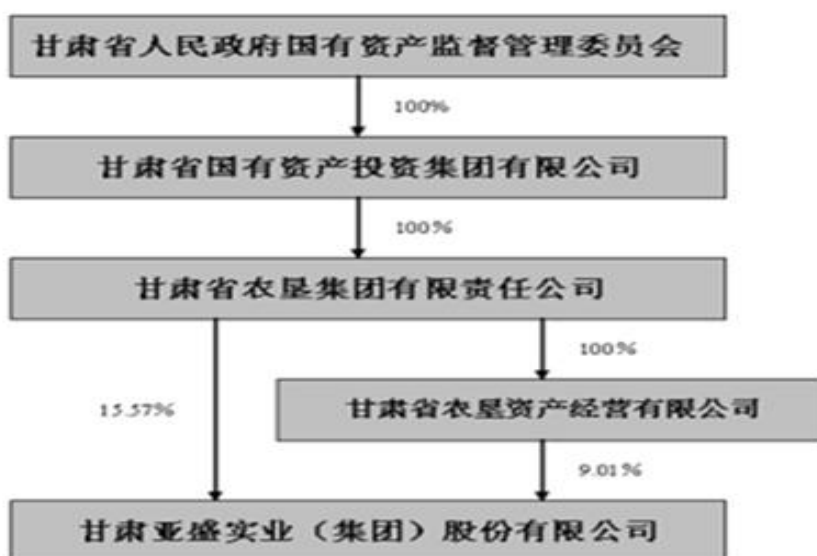 甘肃省人民政府国有资产监督管理委员会
100%
甘肃省国有资产投资集团有限公司
100%
甘肃省农垦集团有限责任公司
100%
15.57%
甘肃省农垦资产经营有限公司
9.01%
甘肃亚盛实业（集团）股份有限公司